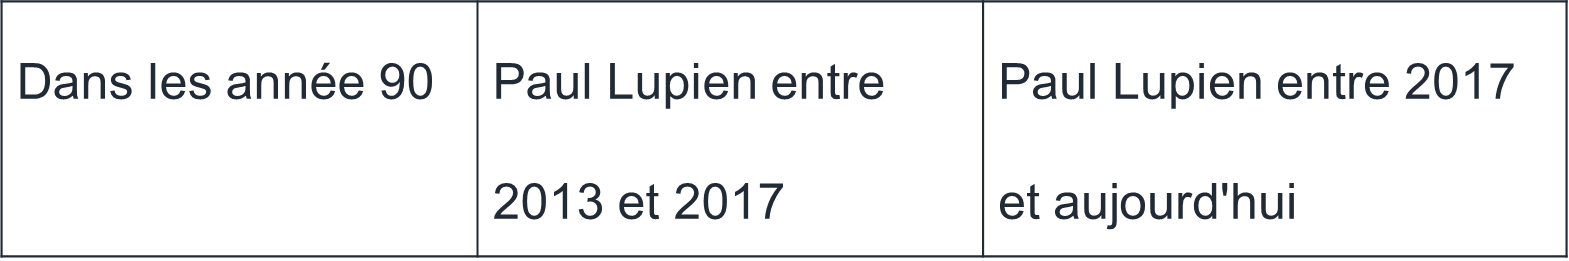 Dans les année 90
Paul Lupien entre
2013 et 2017
Paul Lupien entre 2017
et aujourd'hui